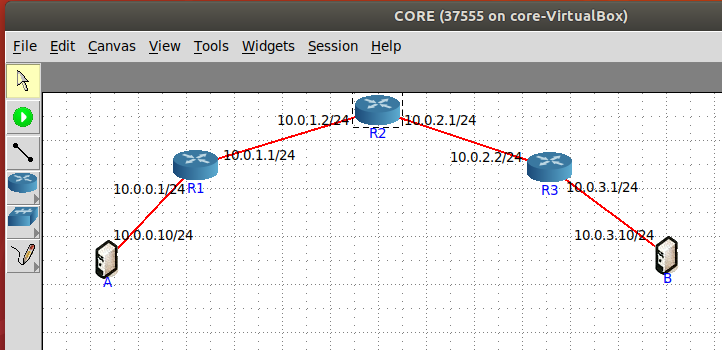 CORE (37555 on core-VirtualBox)
File Edit Canvas View Tools Widgets Session Help
10.0.1.2/24
10.0.2.1/24
R2
10.0.1.1/24
10.0.2.2/24
10.0.0.1/24
R1
R3
10.0.3.1/24
10.0.0.10/24
10.0.3.10/24
A
B